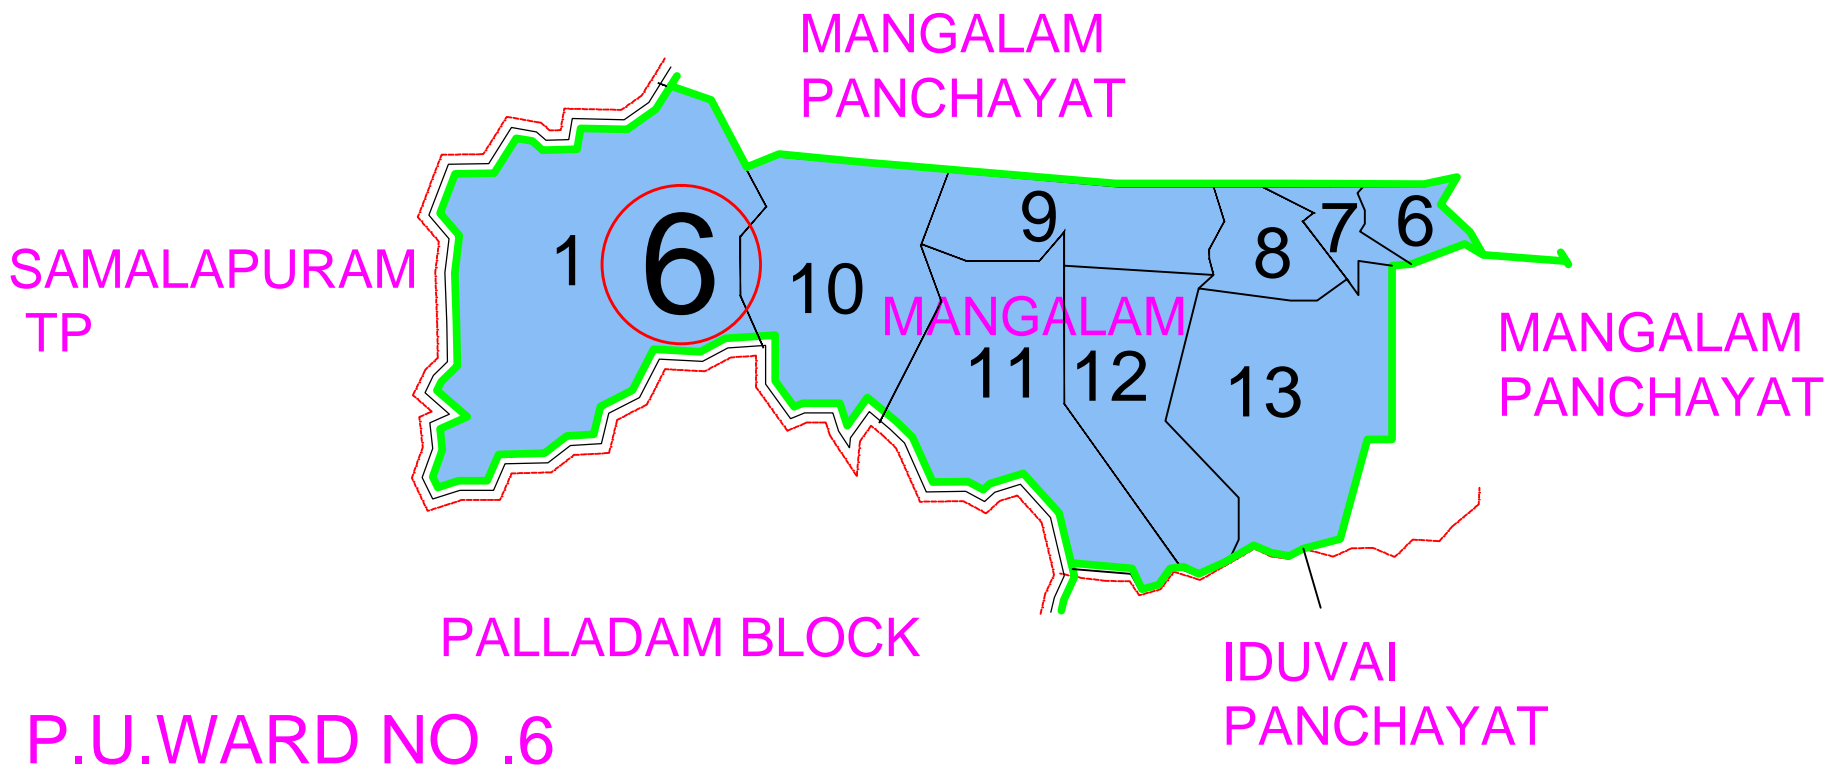 MANGALAM
PANCHAYAT
9
7
6
8
SAMALAPURAM
TP
1
6
10
MANGALAM
11
12
13
MANGALAM
PANCHAYAT
PALLADAM BLOCK
IDUVAI
PANCHAYAT
P.U.WARD NO .6